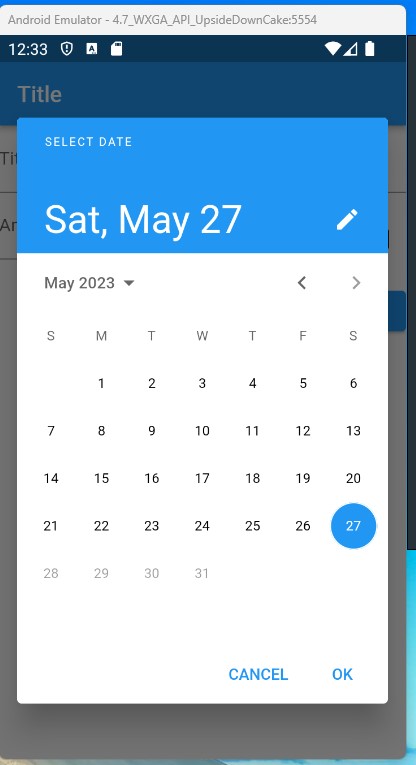 Android Emulator - 4.7_WXGA_API_UpsideDownCake:5554
12:33
Title
SELECT DATE
Sat, May 27
May 2023
S M T W T F S
1 2 3 4 5 6
7 8 9 10 11 12 13
14 15 16 17 18 19 20
21 22 23 24 25 26 27
28 29 30 31
CANCEL OK